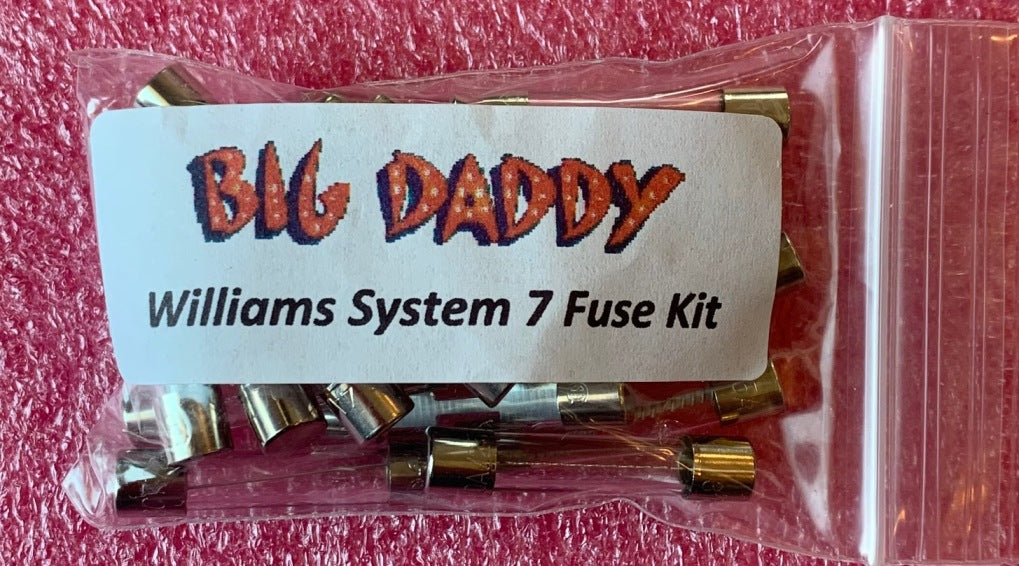 BIG DADDY
Williams System 7 Fuse Kit